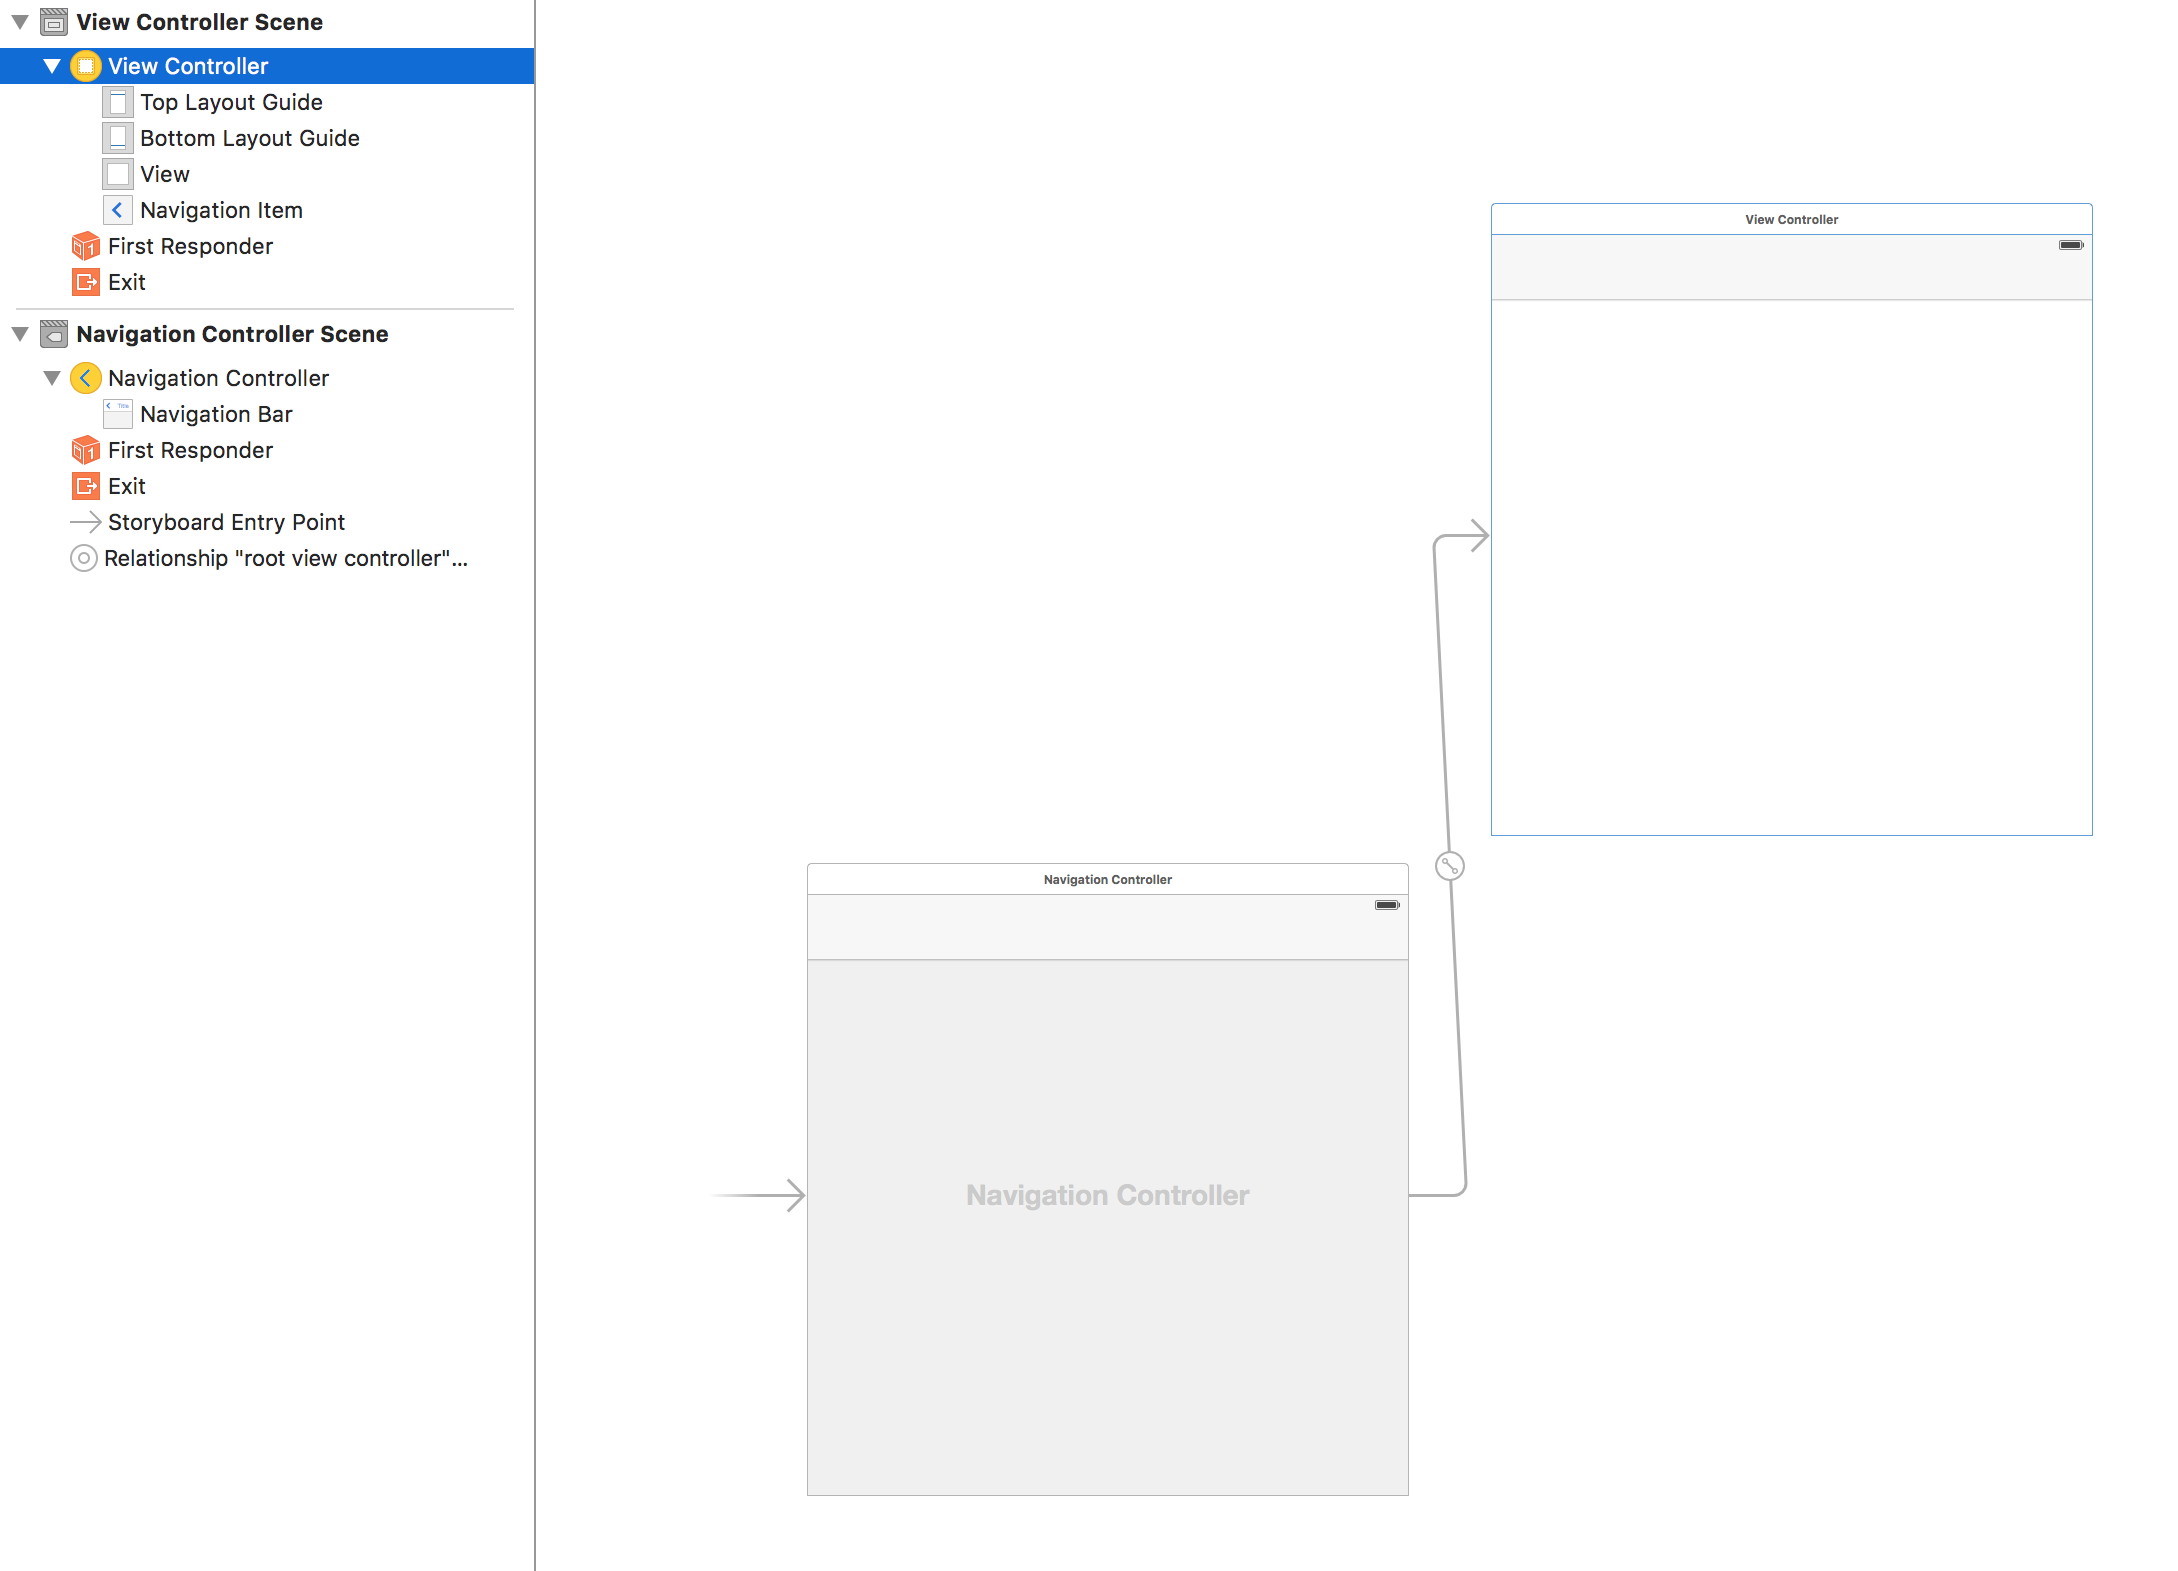 View Controller Scene
View Controller
Top Layout Guide
Bottom Layout Guide
View
Navigation Item
First Responder
Exit
Navigation Controller Scene
Navigation Controller
Navigation Bar
First Responder
Exit
Storyboard Entry Point
Relationship "root view controller"...
View Controller
Navigation Controller
Navigation Controller